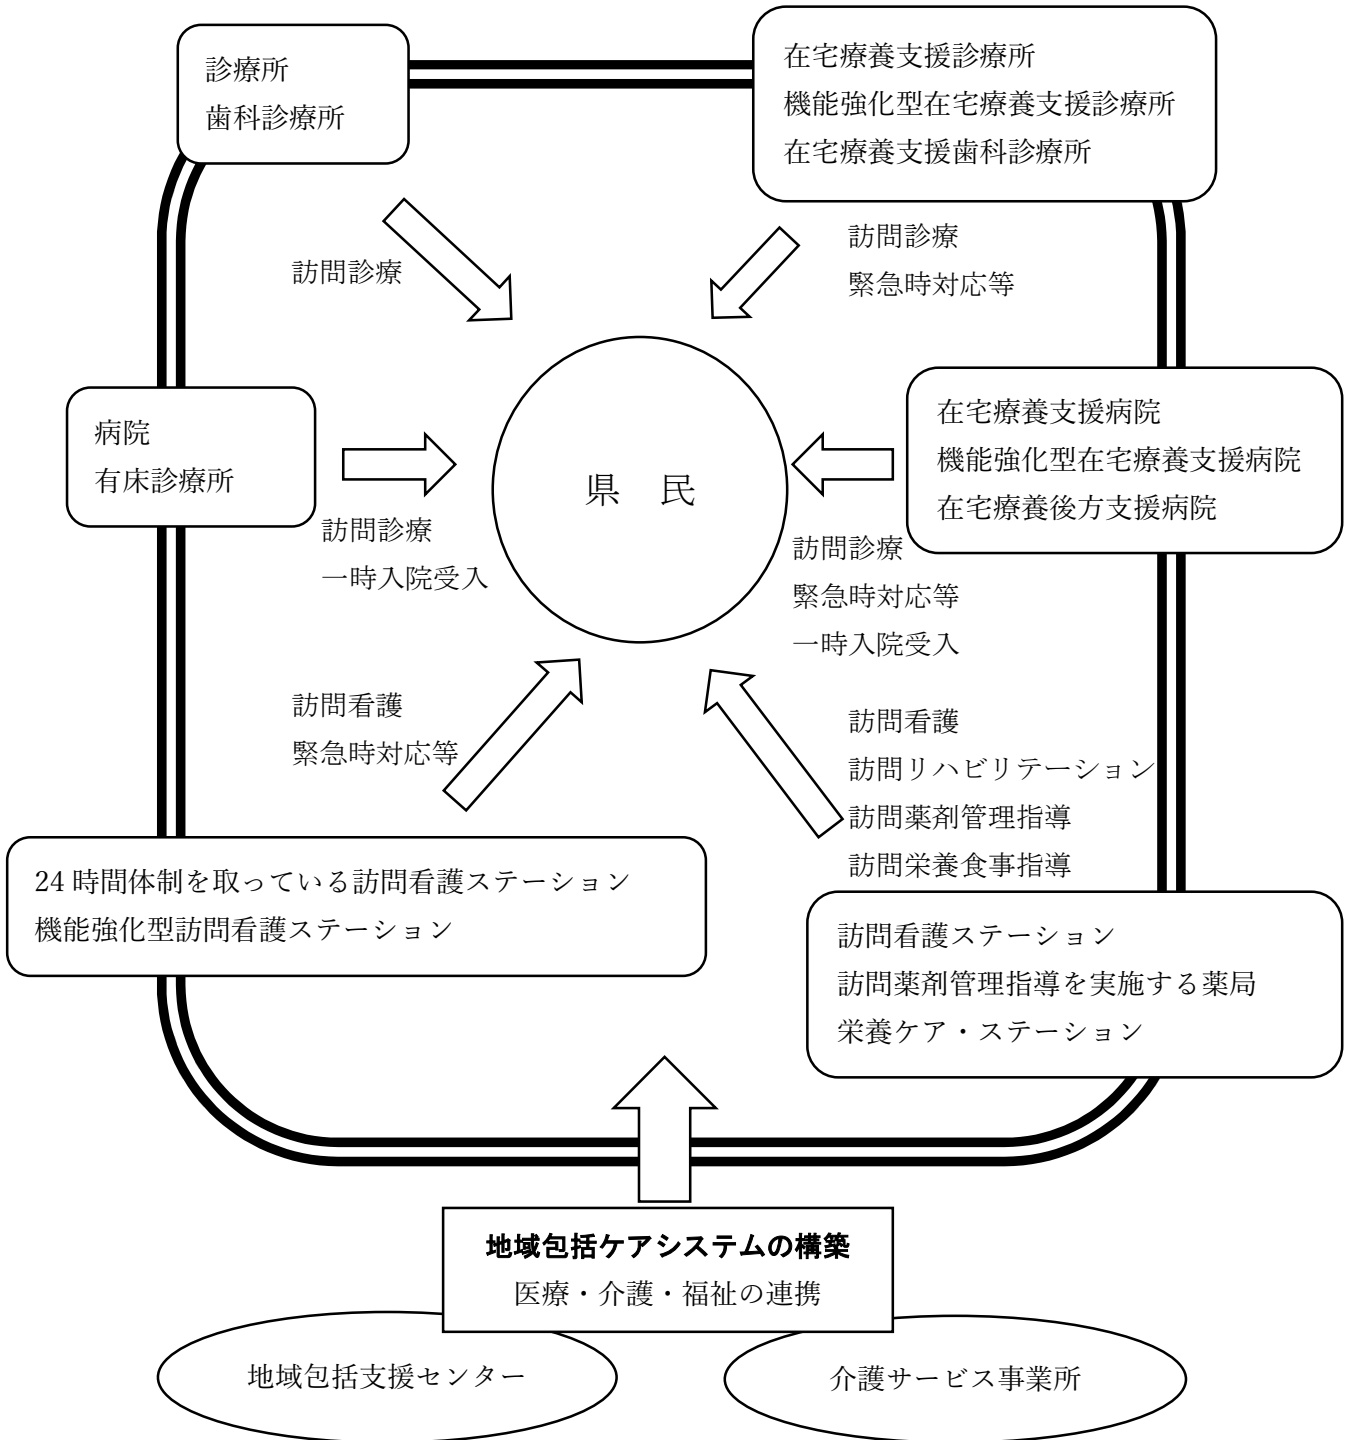 診療所
歯科診療所
在宅療養支援診療所
機能強化型在宅療養支援診療所
在宅療養支援歯科診療所
訪問診療
訪問診療
緊急時対応等
病院
有床診療所
県 民
在宅療養支援病院
機能強化型在宅療養支援病院
在宅療養後方支援病院
訪問診療
一時入院受入
訪問診療
緊急時対応等
一時入院受入
訪問看護
緊急時対応等
訪問看護
訪問リハビリテーション
訪問薬剤管理指導
訪問栄養食事指導
24 時間体制を取っている訪問看護ステーション
機能強化型訪問看護ステーション
訪問看護ステーション
訪問薬剤管理指導を実施する薬局
栄養ケア・ステーション
地域包括ケアシステムの構築
医療・介護・福祉の連携
地域包括支援センター
介護サービス事業所